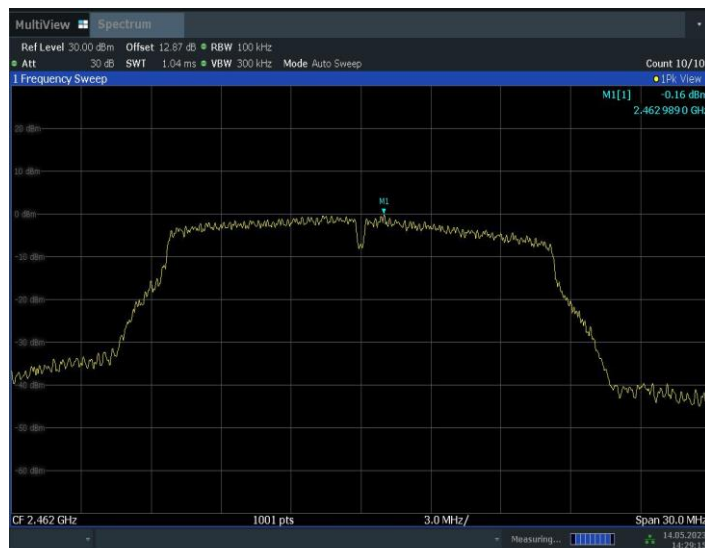 MultiView Spectrum
Ref Level 30.00 dBm Offset 12.87 dB RBW 100 kHz
Att 30 dB SWT 1.04 ms VBW 300 kHz Mode Auto Sweep Count 10/10
1 Frequency Sweep 1Pk View
M1[1] -0.16 dBm
2.462 989 0 GHz
M1
20 dBm
10 dBm
0 dBm
-10 dBm
-20 dBm
-30 dBm
-40 dBm
-50 dBm
-60 dBm
CF 2.462 GHz 1001 pts 3.0 MHz/ Span 30.0 MHz
Measuring... 14.05.2023